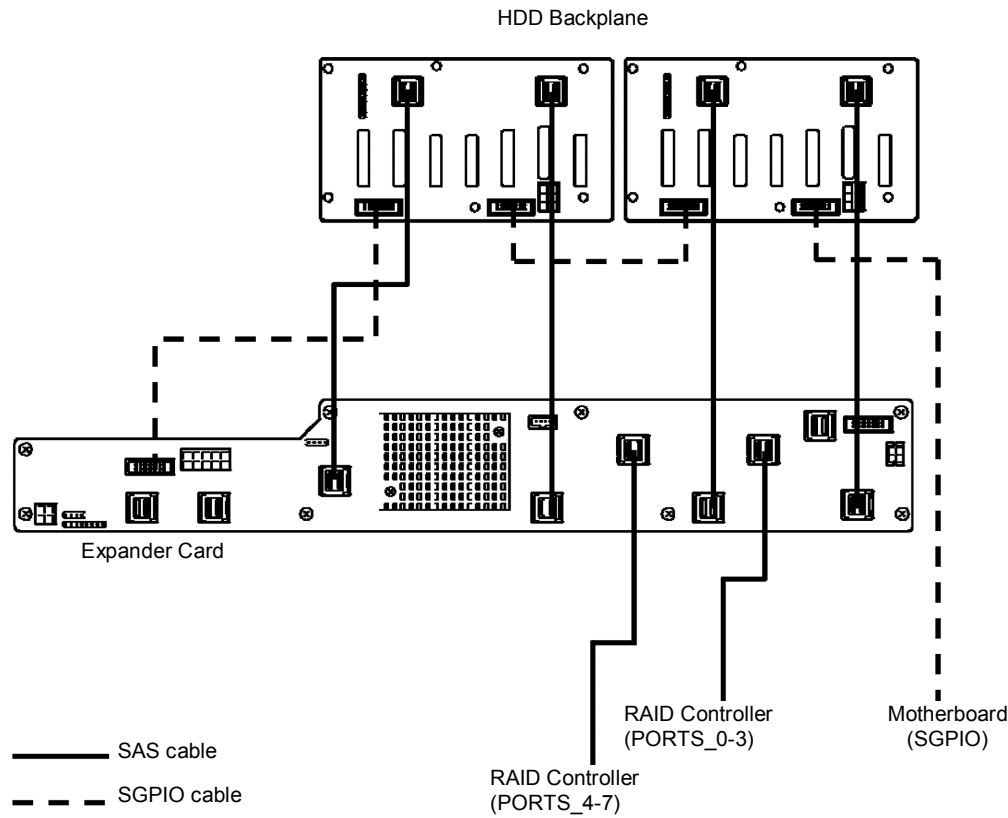 HDD Backplane
Expander Card
RAID Controller
(PORTS_0-3)
Motherboard
(SGPIO)
SAS cable
SGPIO cable
RAID Controller
(PORTS_4-7)